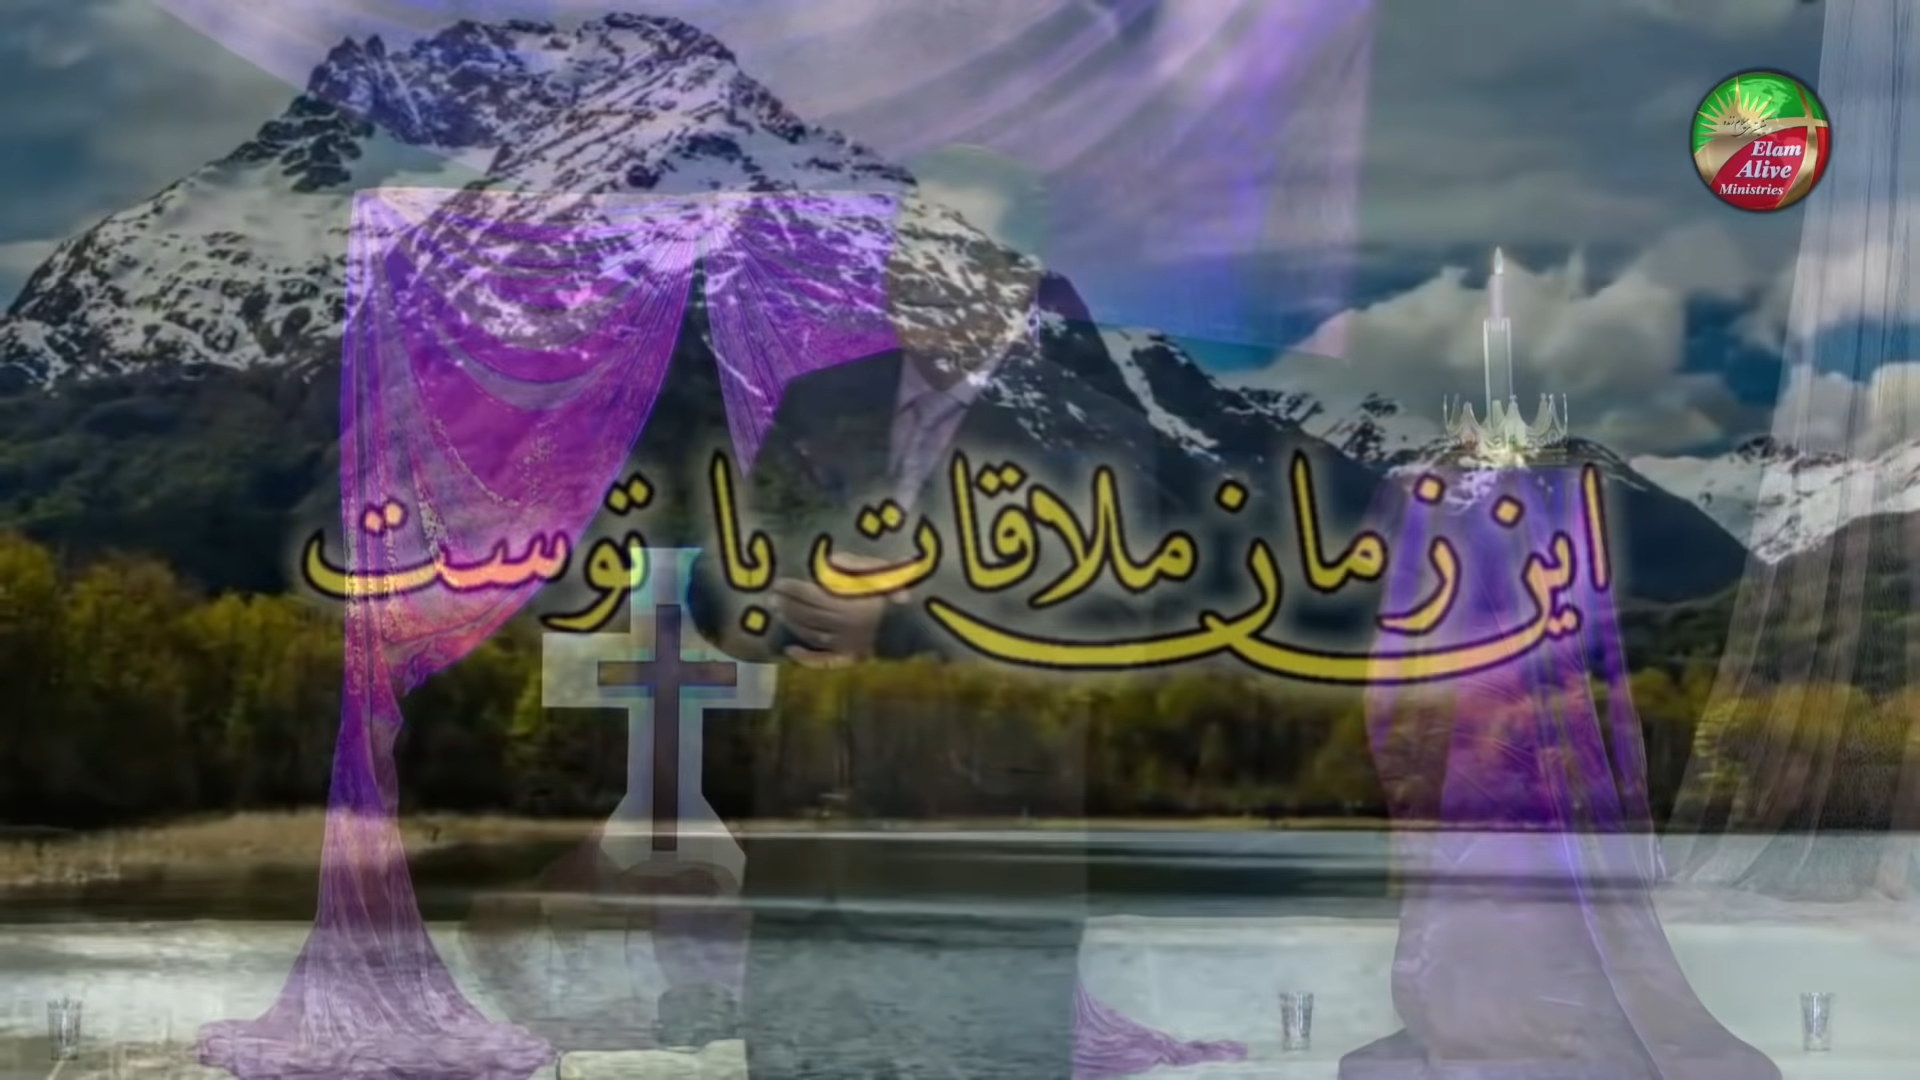 این زمان ملاقات با توست
Elam
Alive
Ministries